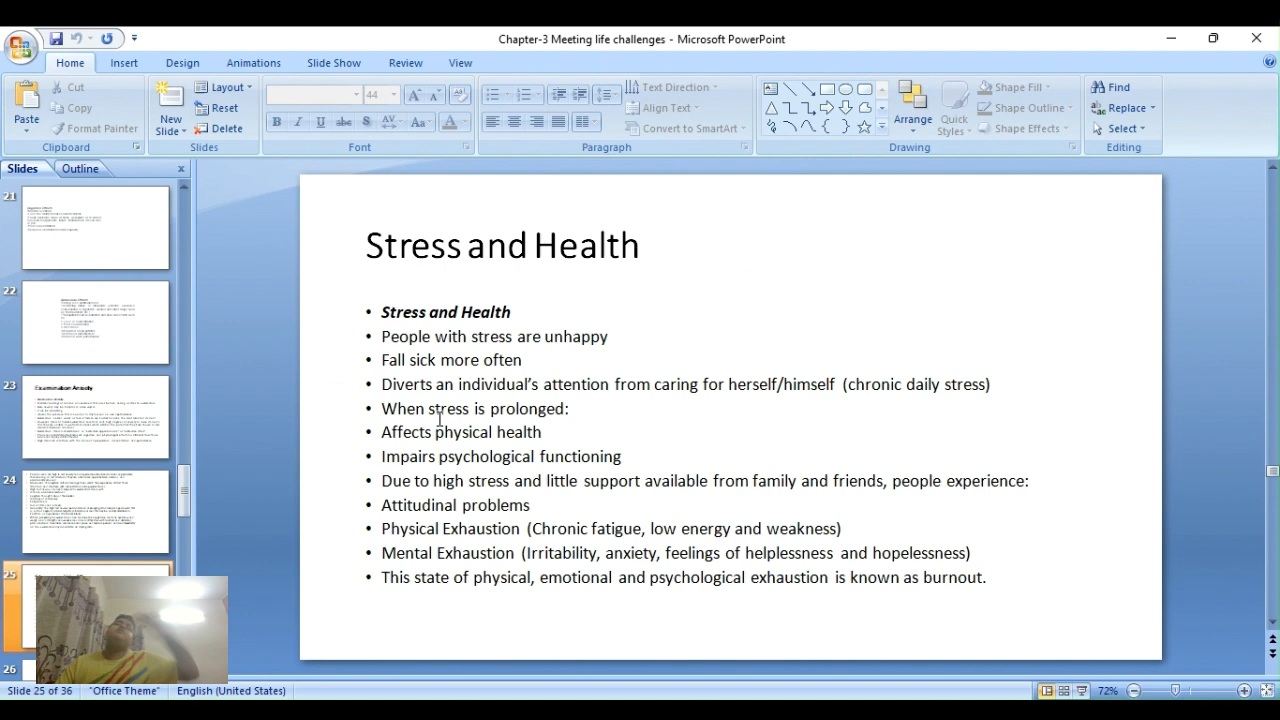 Chapter-3 Meeting life challenges - Microsoft PowerPoint
Home Insert Design Animations Slide Show Review View
Paste
Cut
Copy
Format Painter
Clipboard
New Slide
Layout
Reset
Delete
Slides
44
Font
Text Direction
Align Text
Convert to SmartArt
Paragraph
Arrange
Quick Styles
Shape Fill
Shape Outline
Shape Effects
Drawing
Find
Replace
Select
Editing
Slides Outline
21
22
23
Examination Anxiety
24
25
26
Stress and Health
• Stress and Health
• People with stress are unhappy
• Fall sick more often
• Diverts an individual’s attention from caring for herself/himself (chronic daily stress)
• When stress is prolonged:
• Affects physical health
• Impairs psychological functioning
• Due to high stress and little support available from family and friends, people experience:
• Attitudinal problems
• Physical Exhaustion (Chronic fatigue, low energy and weakness)
• Mental Exhaustion (Irritability, anxiety, feelings of helplessness and hopelessness)
• This state of physical, emotional and psychological exhaustion is known as burnout.
Slide 25 of 36 "Office Theme" English (United States) 72%